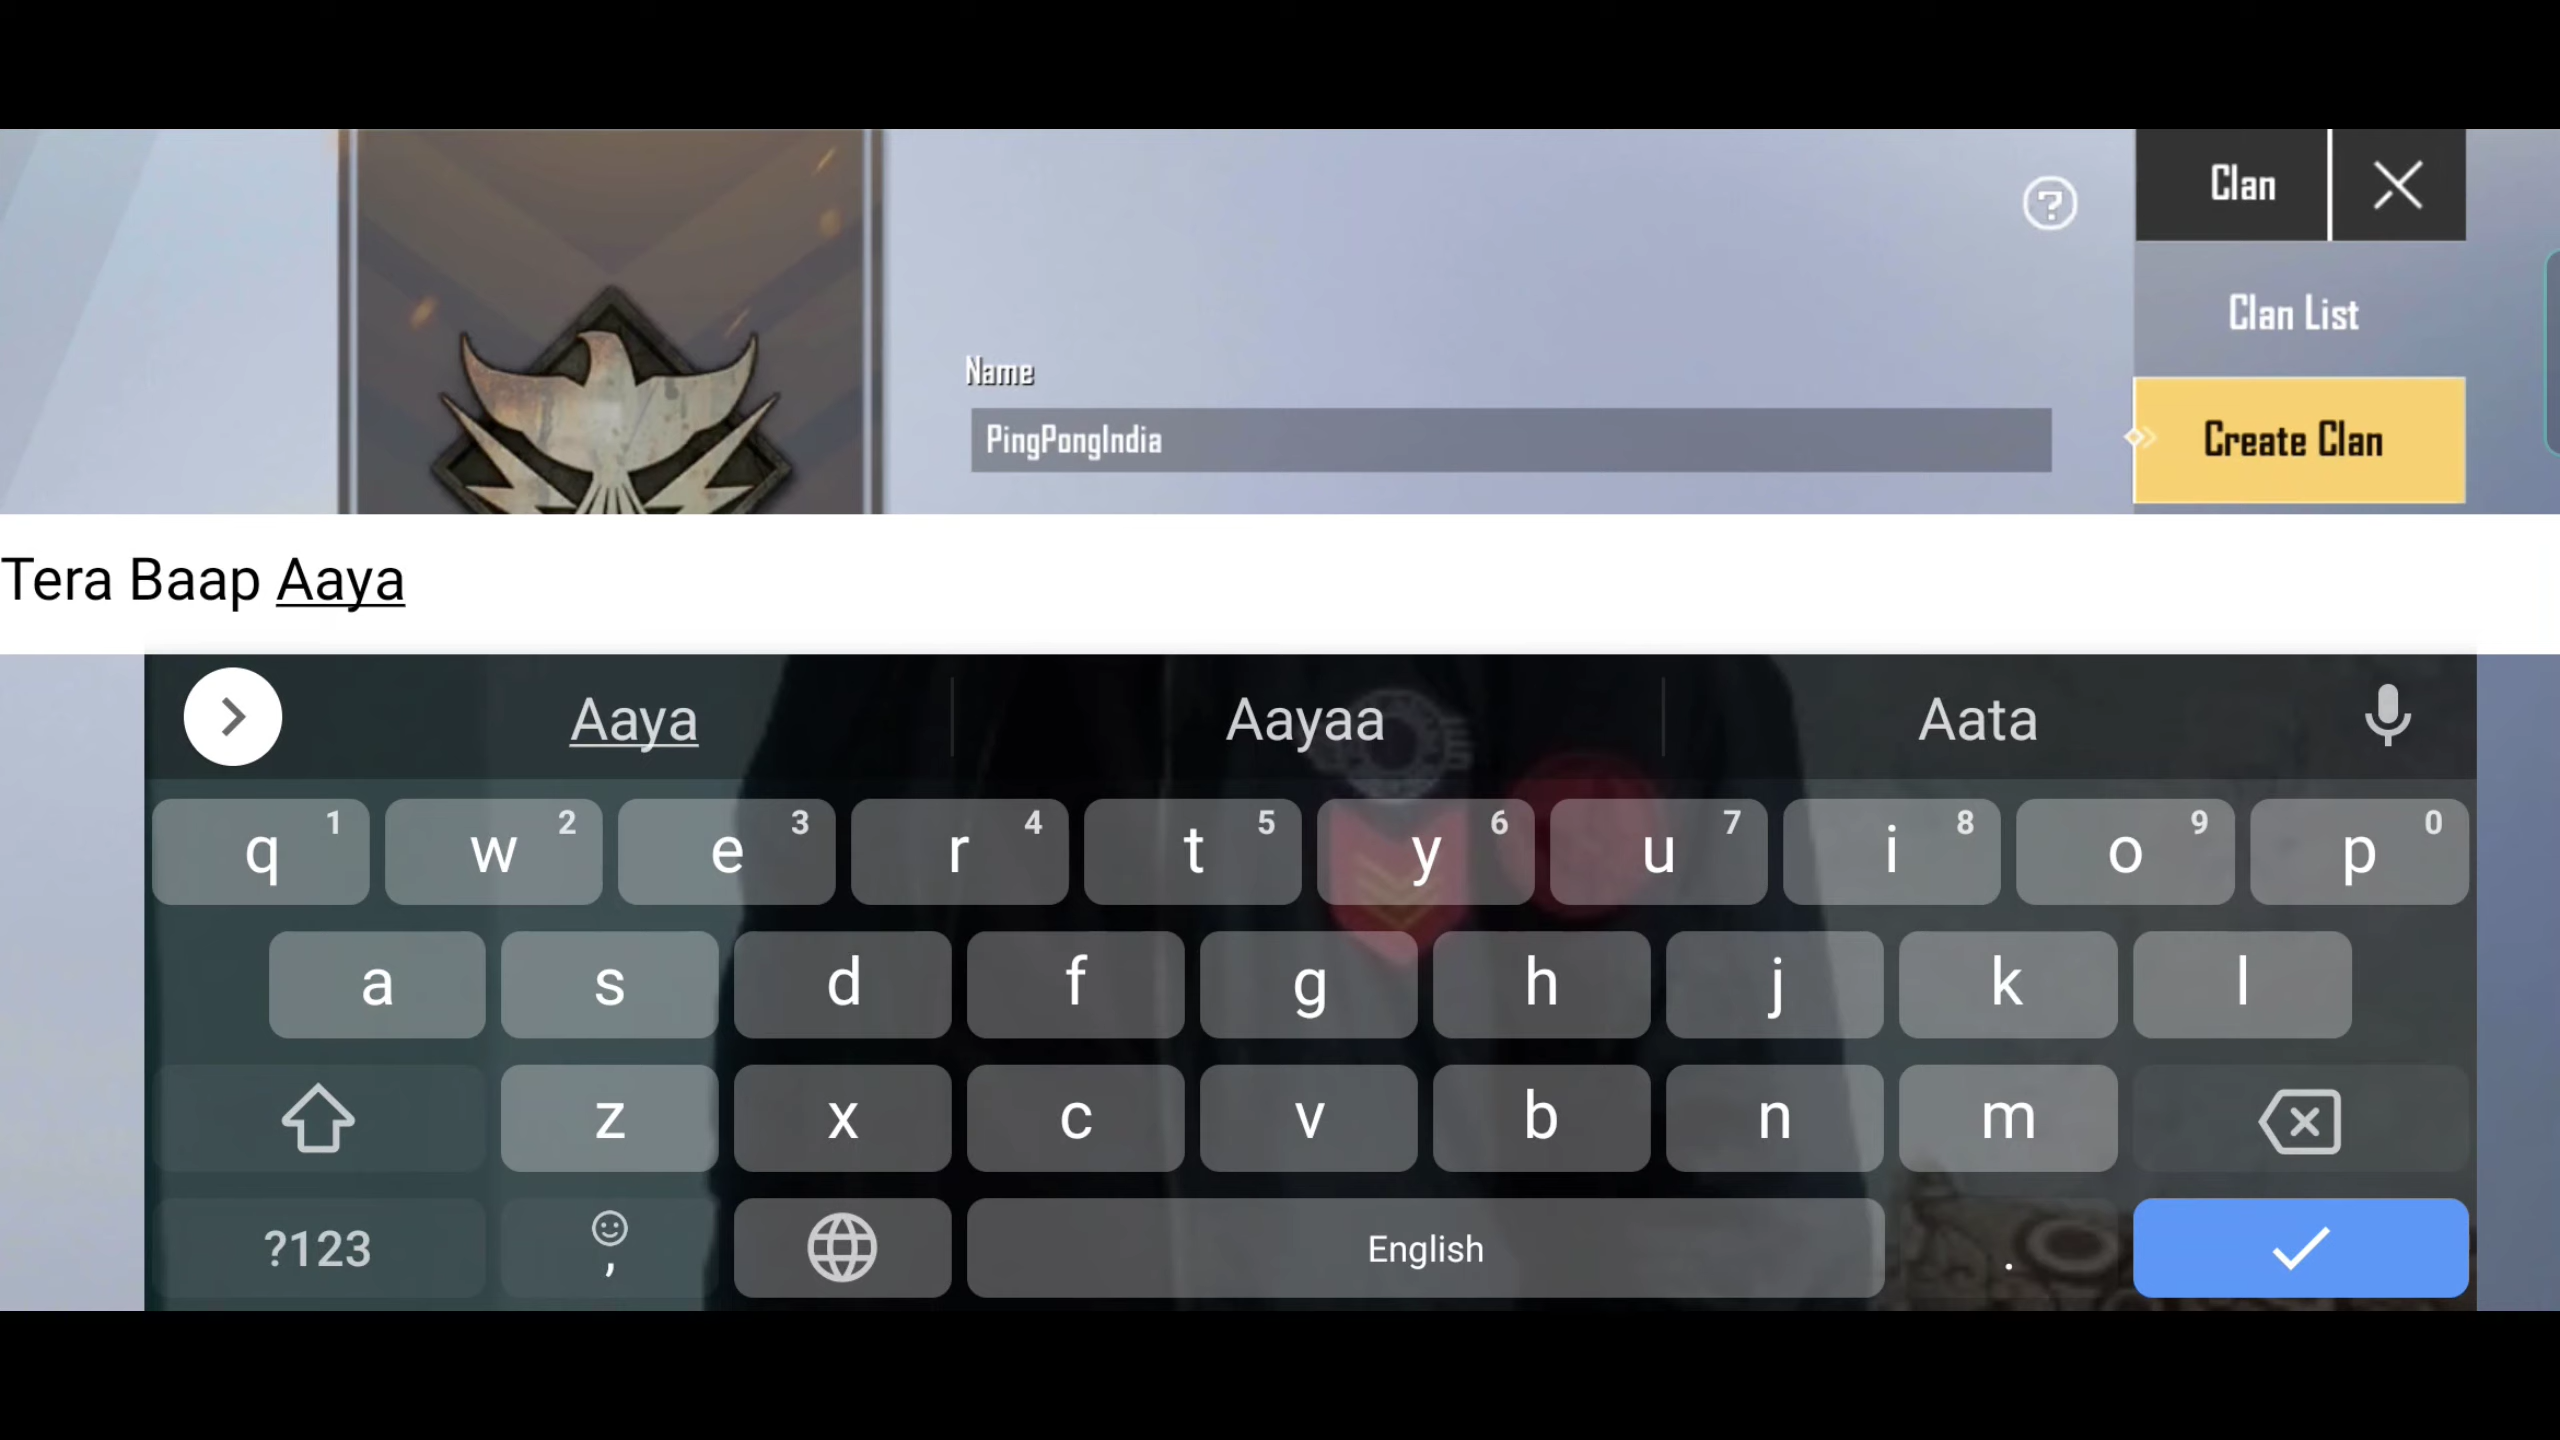 Clan
Clan List
Name
PingPongIndia
Create Clan
Tera Baap Aaya
Aaya Aayaa Aata
q 1 w 2 e 3 r 4 t 5 y 6 u 7 i 8 o 9 p 0
a s d f g h j k l
z x c v b n m
?123 , English .